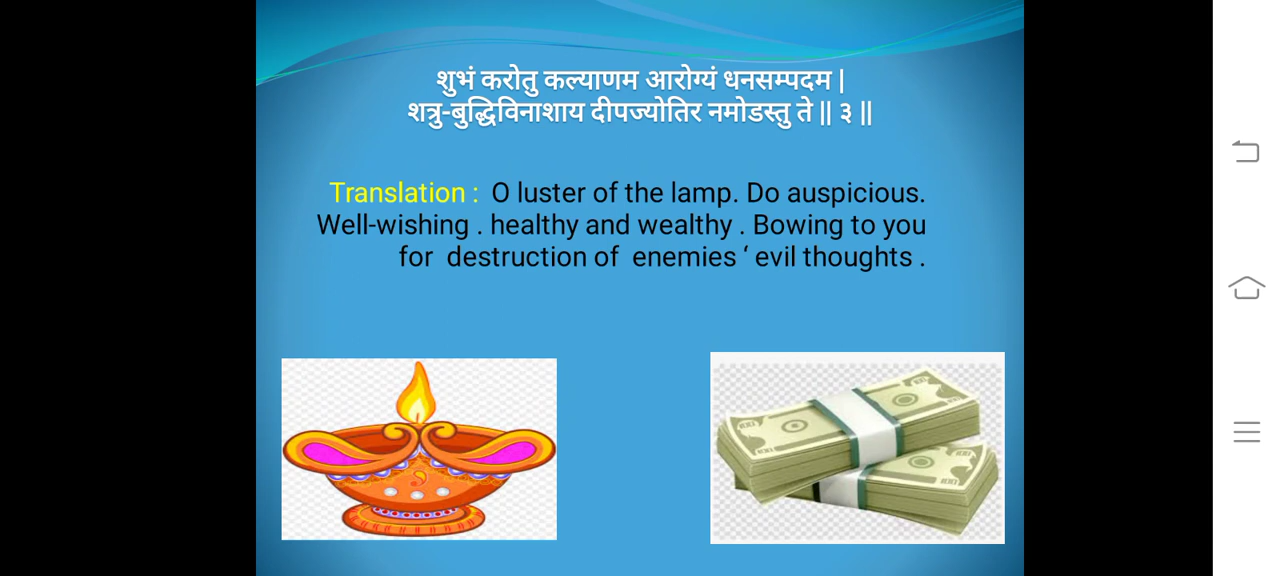 शुभं करोतु कल्याणम आरोग्यं धनसम्पदम |
शत्रु-बुद्धिविनाशाय दीपज्योतिर नमोडस्तु ते || ३ ||
Translation : O luster of the lamp. Do auspicious.
Well-wishing . healthy and wealthy . Bowing to you
for destruction of enemies ‘ evil thoughts .